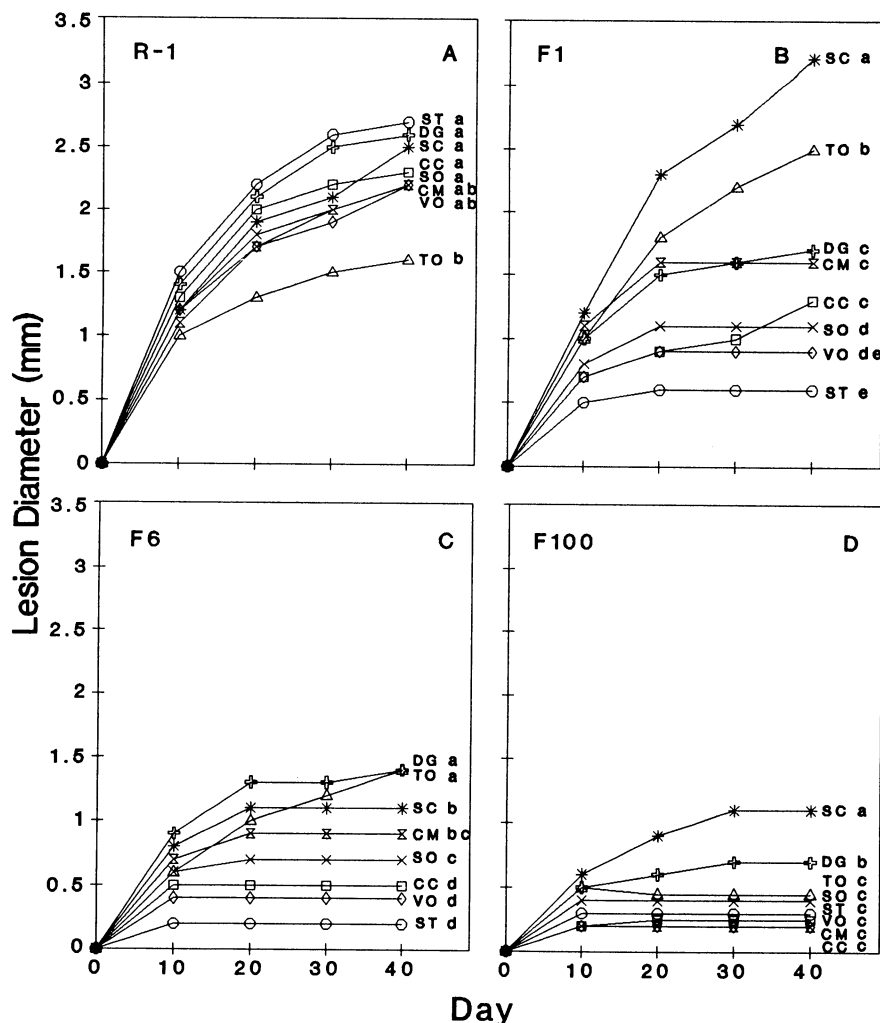 Lesion Diameter (mm)
3.5
3
2.5
2
1.5
1
0.5
0
R-1
A
ST a
DG a
SC a
CC a
SO a
CM ab
VO ab
TO b
F1
B
SC a
TO b
DG c
CM c
CC c
SO d
VO de
ST e
3.5
3
2.5
2
1.5
1
0.5
0
F6
C
DG a
TO a
SC b
CM bc
SO c
CC d
VO d
ST d
0
10
20
30
40
F100
D
SC a
DG b
TO c
SO c
ST c
VO c
CM c
CC c
0
10
20
30
40
Day